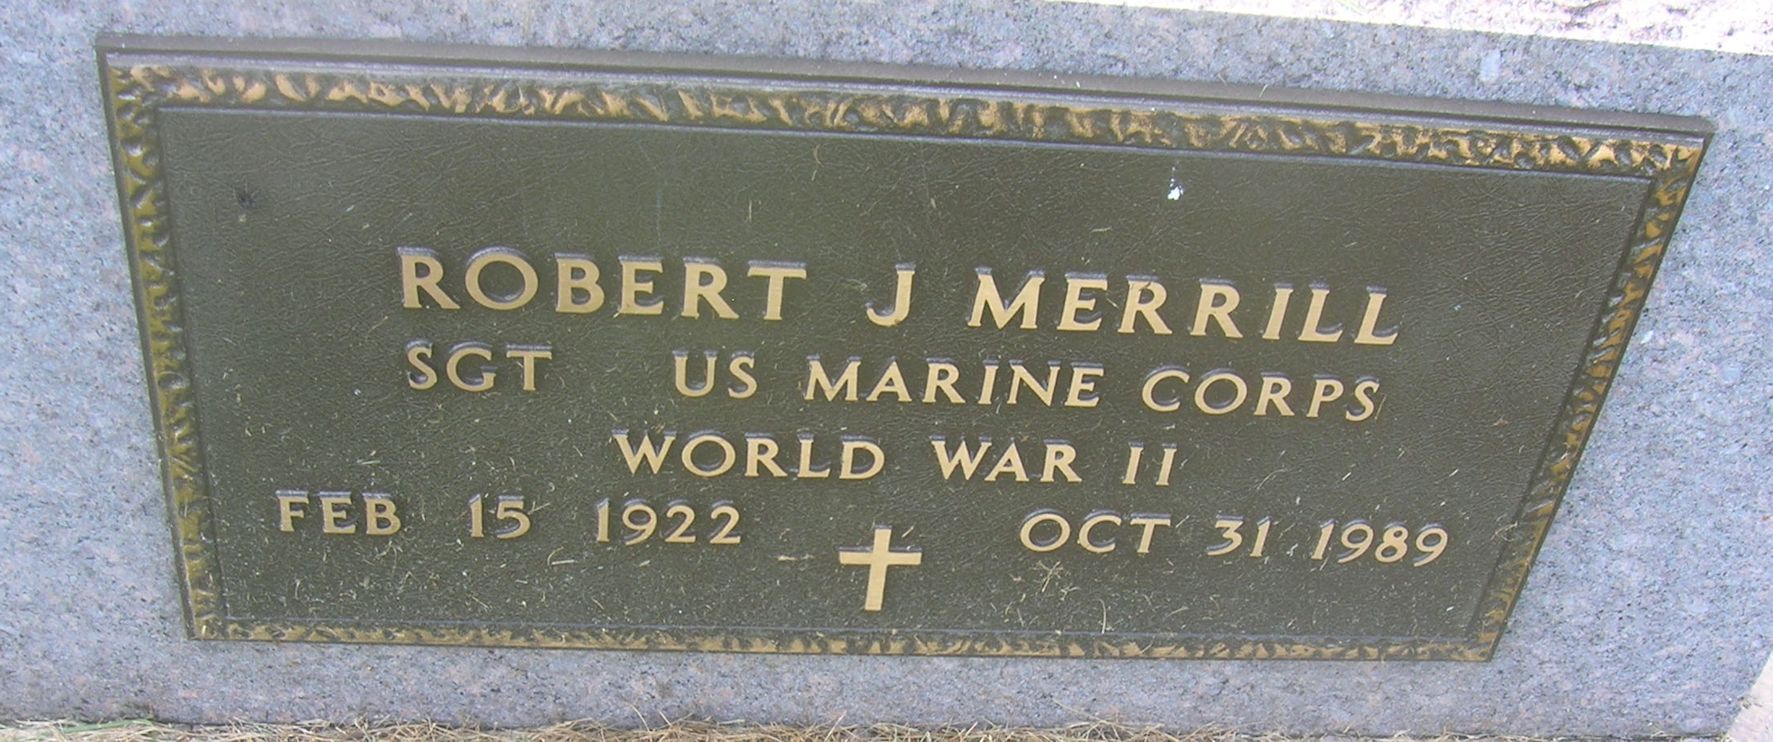 ROBERT J MERRILL
SGT US MARINE CORPS
WORLD WAR II
FEB 15 1922 OCT 31 1989